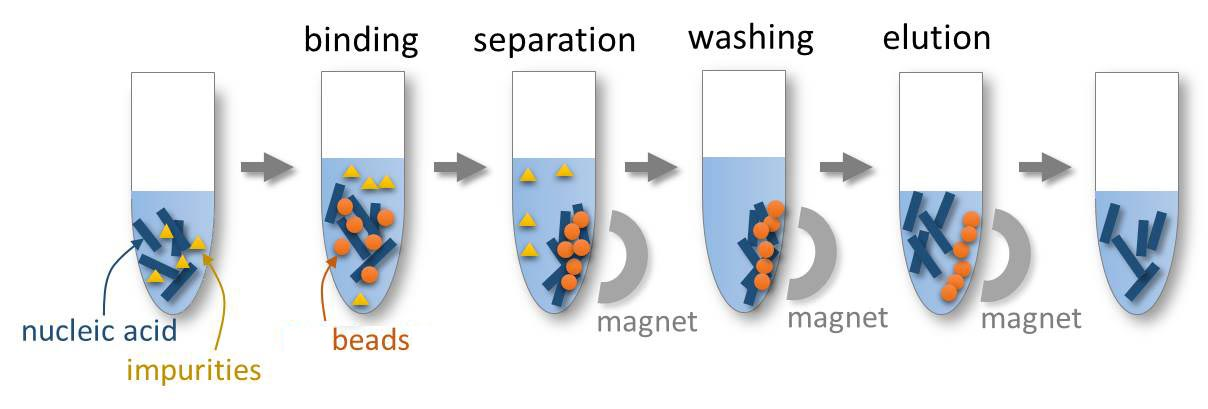 binding
separation
washing
elution
nucleic acid
impurities
beads
magnet
magnet
magnet